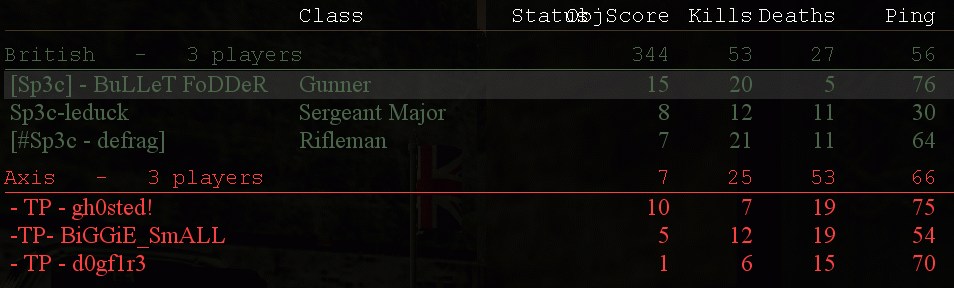 Class Status ObjScore Kills Deaths Ping
British - 3 players 344 53 27 56
[Sp3c] - BuLLeT FoDDeR Gunner 15 20 5 76
Sp3c-leduck Sergeant Major 8 12 11 30
[#Sp3c - defrag] Rifleman 7 21 11 64
Axis - 3 players 7 25 53 66
- TP - gh0sted! 10 7 19 75
-TP- BiGGiE_SmALL 5 12 19 54
- TP - d0gf1r3 1 6 15 70